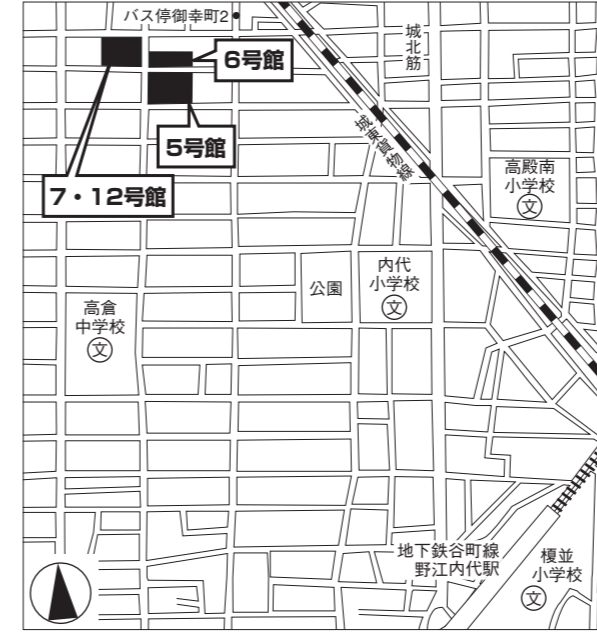 バス停御幸町2
城北筋
6号館
城東貨物線
5号館
高殿南
小学校
文
7・12号館
内代
小学校
文
公園
高倉
中学校
文
地下鉄谷町線
野江内代駅
榎並
小学校
文